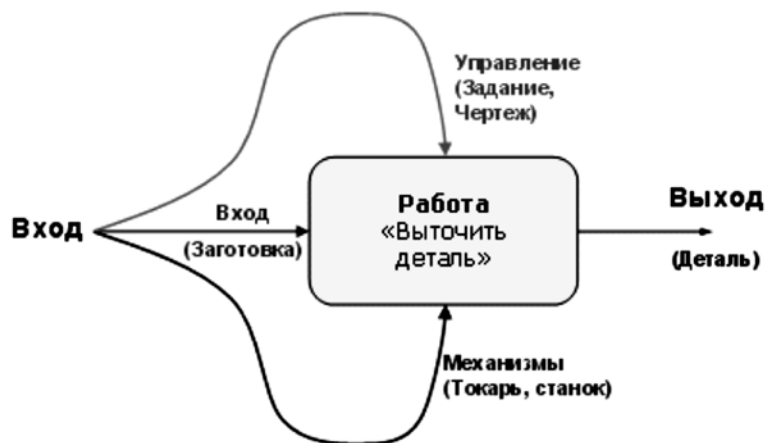 Управление
(Задание,
Чертеж)
Вход
Вход
(Заготовка)
Работа
«Выточить
деталь»
Выход
(Деталь)
Механизмы
(Токарь, станок)